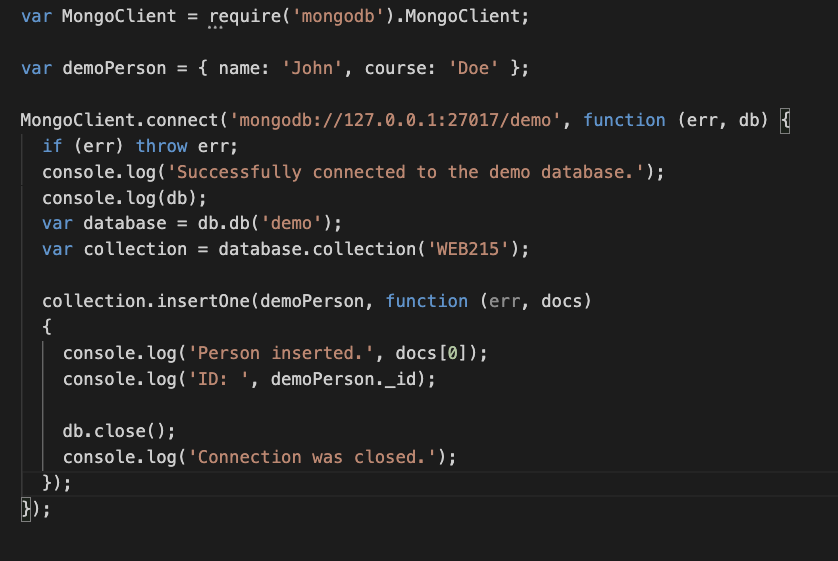 var MongoClient = require('mongodb').MongoClient;
var demoPerson = { name: 'John', course: 'Doe' };
MongoClient.connect('mongodb://127.0.0.1:27017/demo', function (err, db) {
if (err) throw err;
console.log('Successfully connected to the demo database.');
console.log(db);
var database = db.db('demo');
var collection = database.collection('WEB215');
collection.insertOne(demoPerson, function (err, docs)
{
console.log('Person inserted.', docs[0]);
console.log('ID: ', demoPerson._id);
db.close();
console.log('Connection was closed.');
});
});